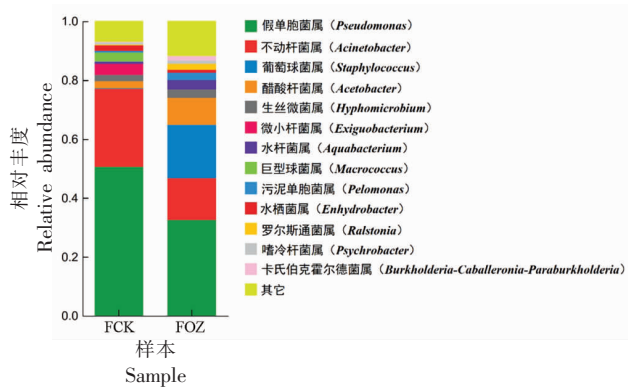 1.0
0.8
0.6
0.4
0.2
0.0
相对丰度
Relative abundance
FCK FOZ
样本
Sample
假单胞菌属（Pseudomonas）
不动杆菌属（Acinetobacter）
葡萄球菌属（Staphylococcus）
醋酸杆菌属（Acetobacter）
生丝微菌属（Hyphomicrobium）
微小杆菌属（Exiguobacterium）
水杆菌属（Aquabacterium）
巨型球菌属（Macrococcus）
污泥单胞菌属（Pelomonas）
水栖菌属（Enhydrobacter）
罗尔斯通菌属（Ralstonia）
嗜冷杆菌属（Psychrobacter）
卡氏伯克霍尔德菌属（Burkholderia-Caballeronia-Paraburkholderia）
其它